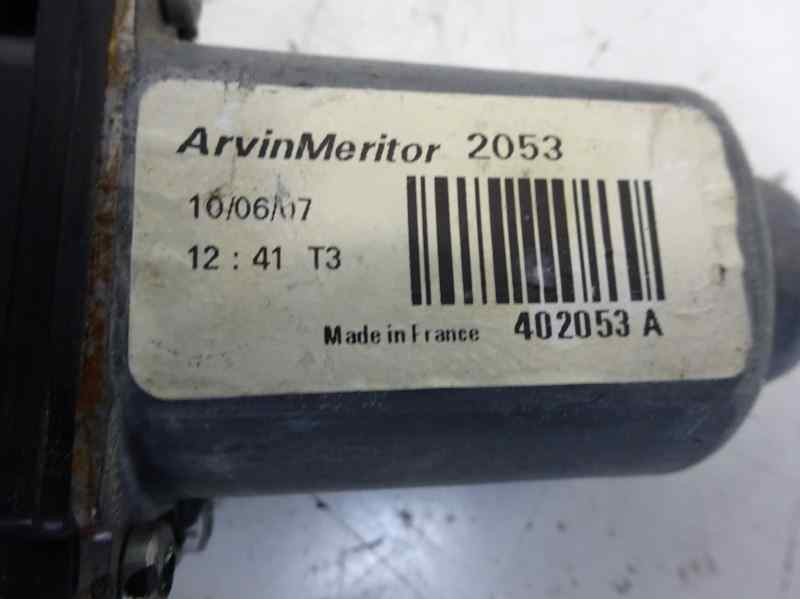 ArvinMeritor 2053
10/06/07
12 : 41 T3
Made in France 402053 A